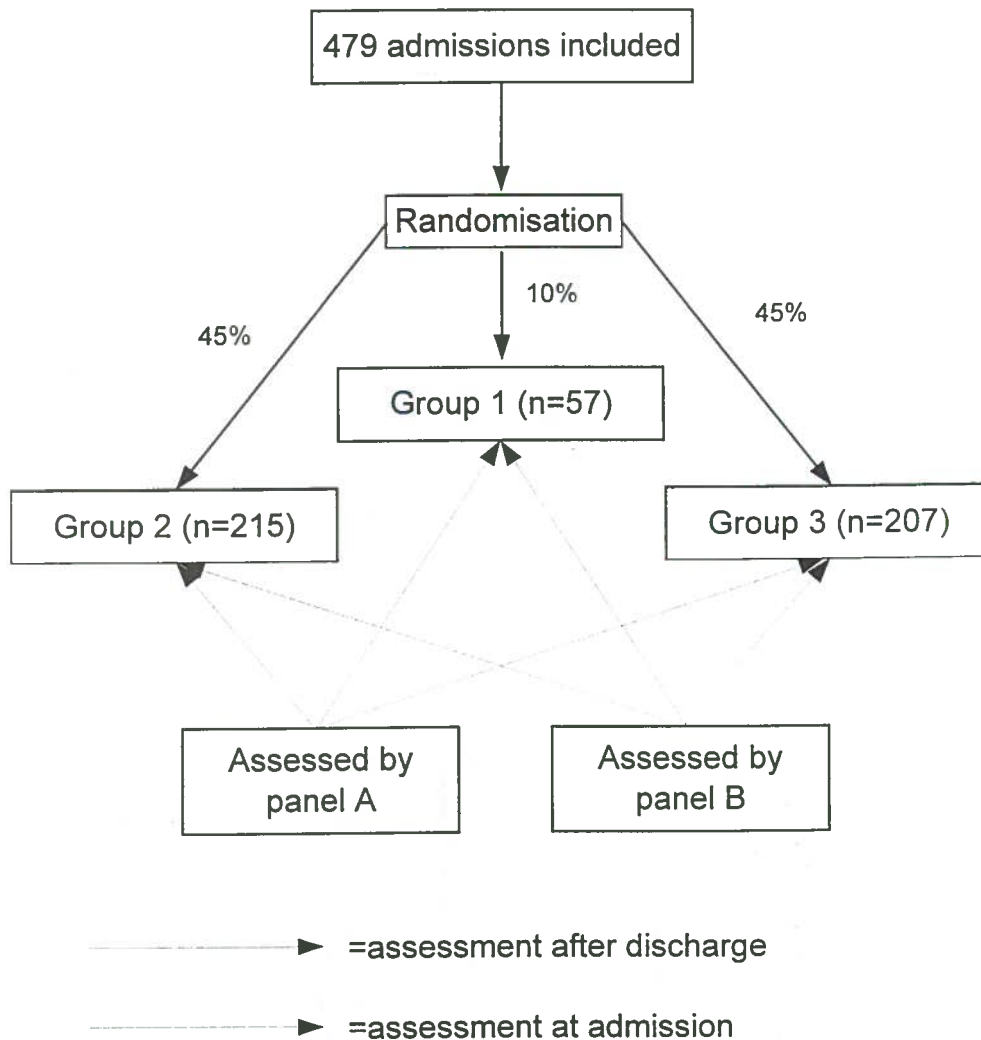 479 admissions included
Randomisation
10%
45%
45%
Group 1 (n=57)
Group 2 (n=215)
Group 3 (n=207)
Assessed by
panel A
Assessed by
panel B
=assessment after discharge
=assessment at admission